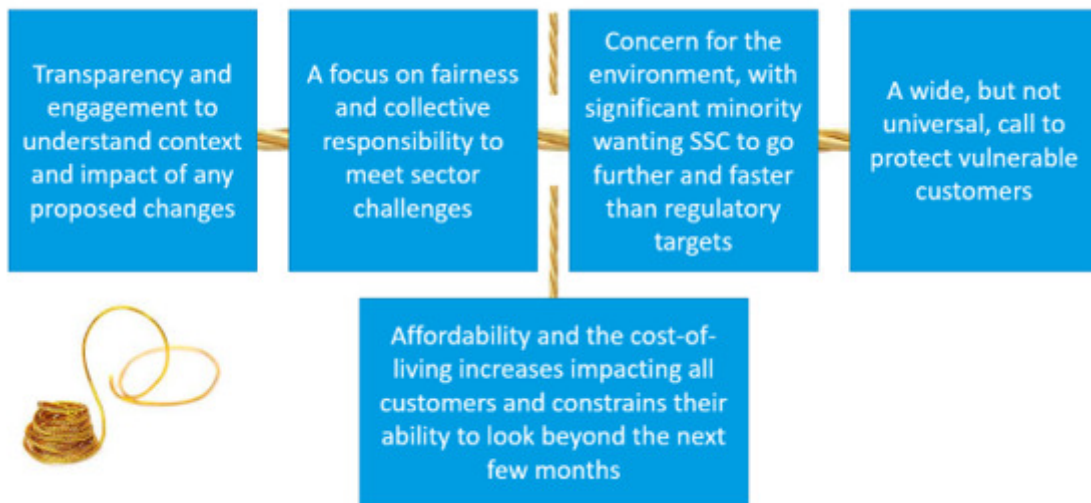 Transparency and
engagement to
understand context
and impact of any
proposed changes
A focus on fairness
and collective
responsibility to
meet sector
challenges
Concern for the
environment, with
significant minority
wanting SSC to go
further and faster
than regulatory
targets
A wide, but not
universal, call to
protect vulnerable
customers
Affordability and the cost-of-
living increases impacting all
customers and constrains their
ability to look beyond the next
few months